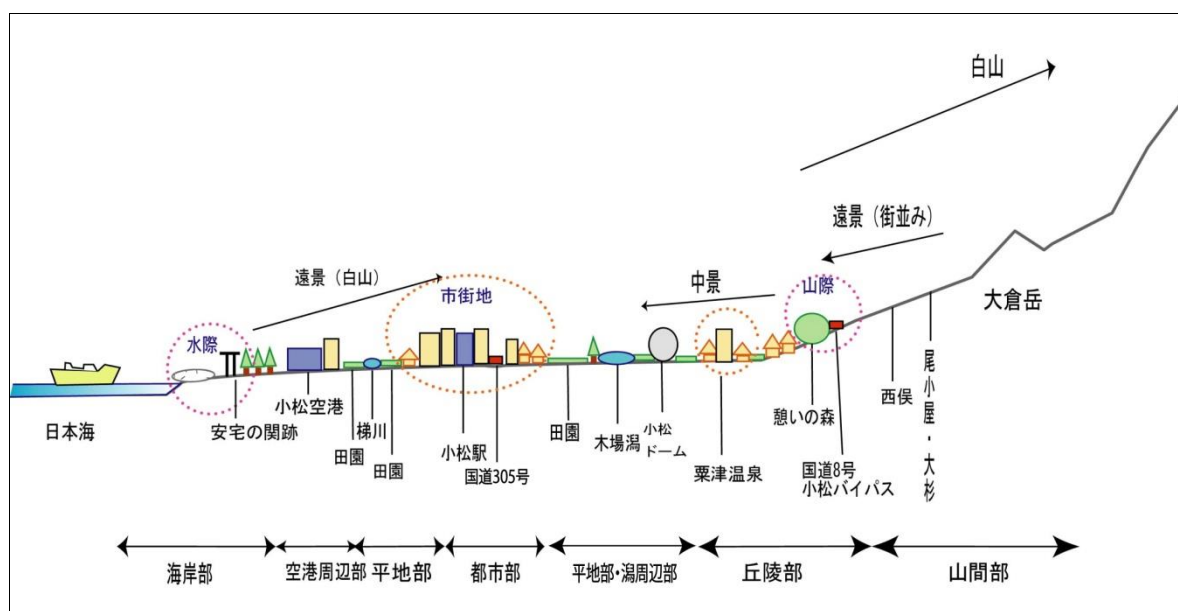 白山
遠景（街並み）
遠景（白山）
市街地
中景
山際
水際
大倉岳
日本海
安宅の関跡
小松空港
田園
梯川
田園
小松駅
国道305号
田園
木場潟
小松
ドーム
粟津温泉
憩いの森
国道8号
小松バイパス
西俣
尾小屋・大杉
海岸部
空港周辺部
平地部
都市部
平地部・潟周辺部
丘陵部
山間部